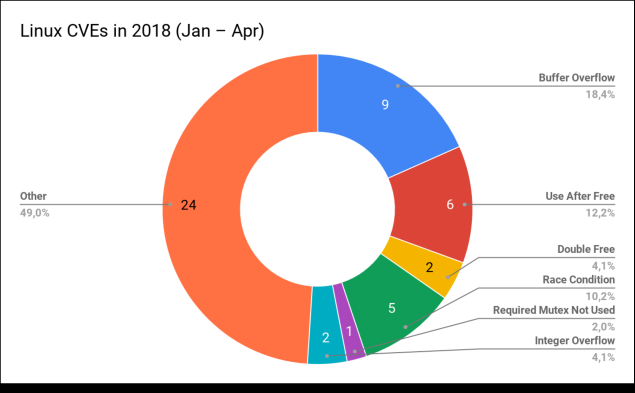 Linux CVEs in 2018 (Jan – Apr)
Buffer Overflow
18,4%
9
Other
49,0%
24
Use After Free
12,2%
6
Double Free
4,1%
2
Race Condition
10,2%
5
Required Mutex Not Used
2,0%
1
Integer Overflow
4,1%
2